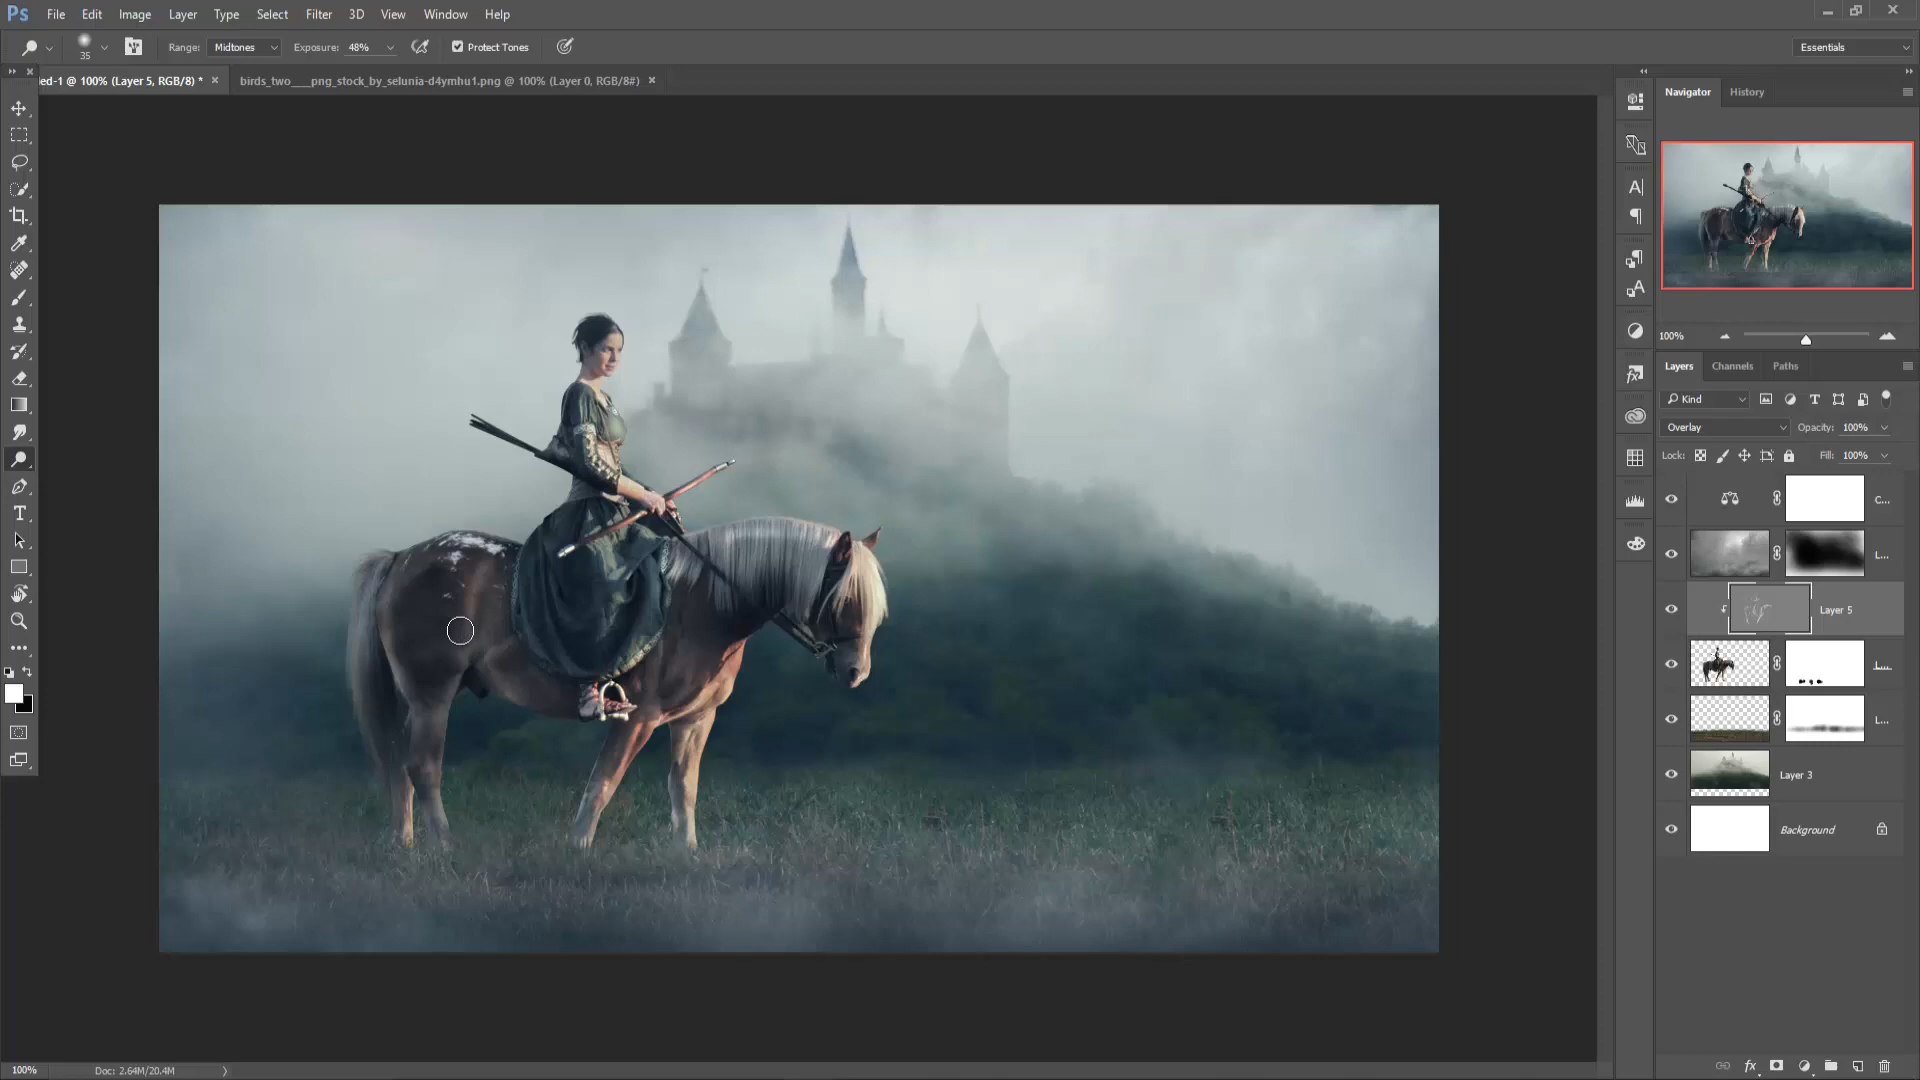 Ps File Edit Image Layer Type Select Filter 3D View Window Help
35 Range: Midtones Exposure: 48% Protect Tones Essentials
ed-1 @ 100% (Layer 5, RGB/8) * birds_two___png_stock_by_selunia-d4ymhu1.png @ 100% (Layer 0, RGB/8#)
Navigator History
100%
Layers Channels Paths
Kind
Overlay Opacity: 100%
Lock: Fill: 100%
C...
L...
Layer 5
L...
L...
Layer 3
Background
100% Doc: 2.64M/20.4M